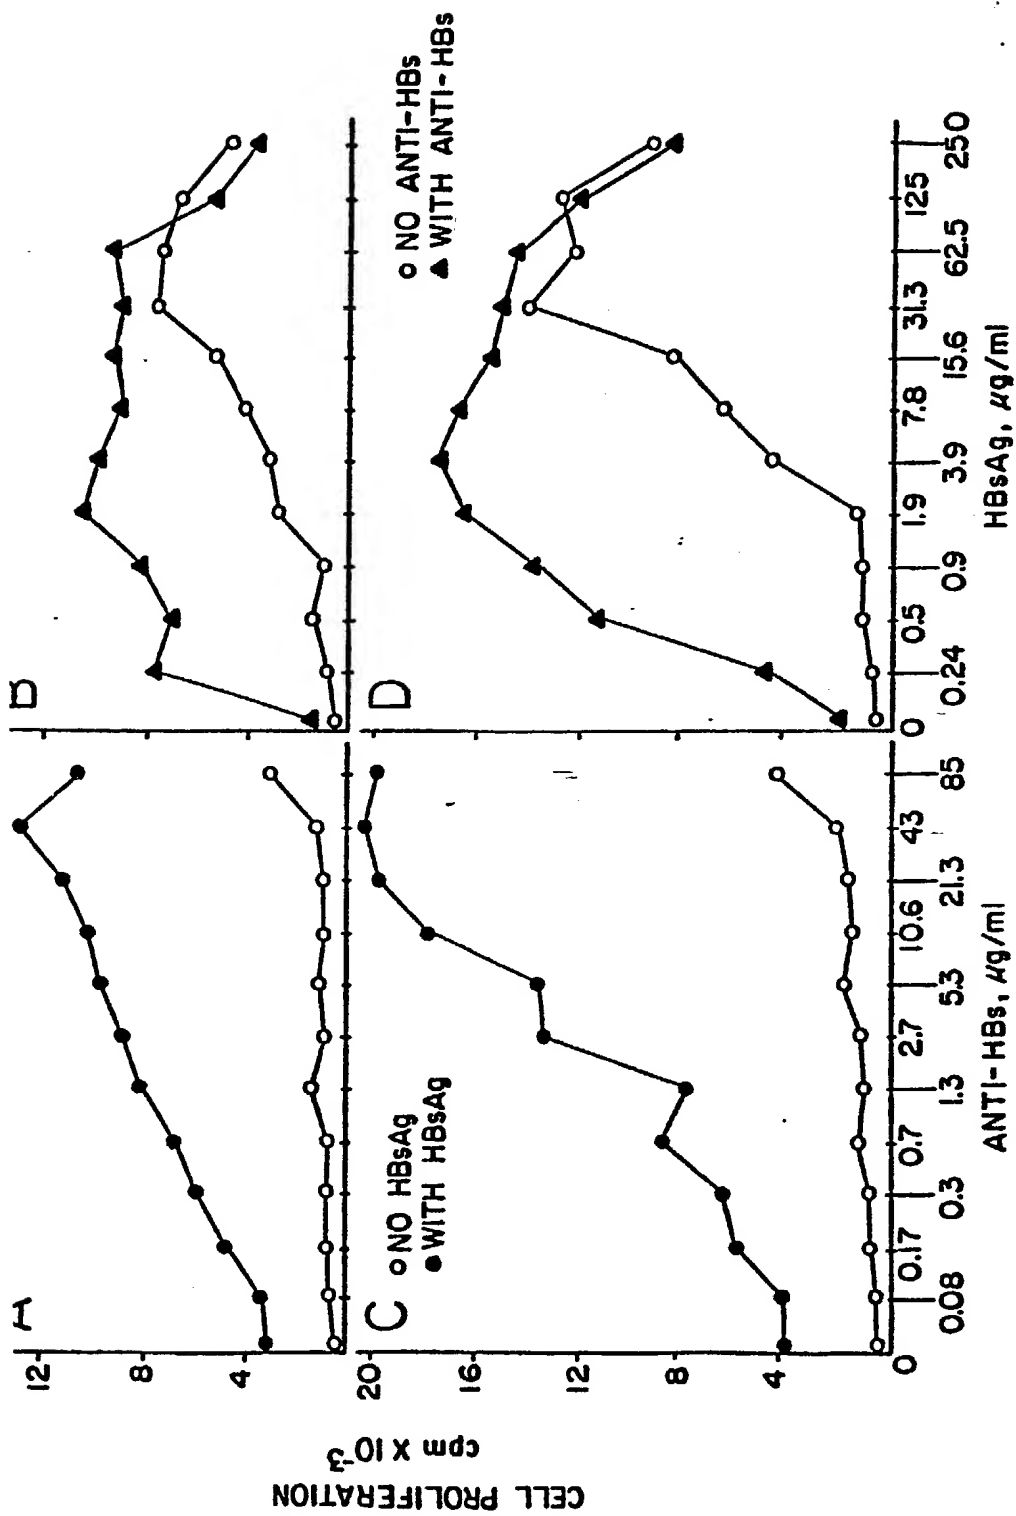 CELL PROLIFERATION
cpm X 10⁻³
A
12
8
4
B
O NO ANTI-HBs
▲ WITH ANTI-HBs
C
O NO HBsAg
● WITH HBsAg
20
16
12
8
4
D
0 0.08 0.17 0.3 0.7 1.3 2.7 5.3 10.6 21.3 43 85
ANTI-HBs, μg/ml
0 0.24 0.5 0.9 1.9 3.9 7.8 15.6 31.3 62.5 125 250
HBsAg, μg/ml